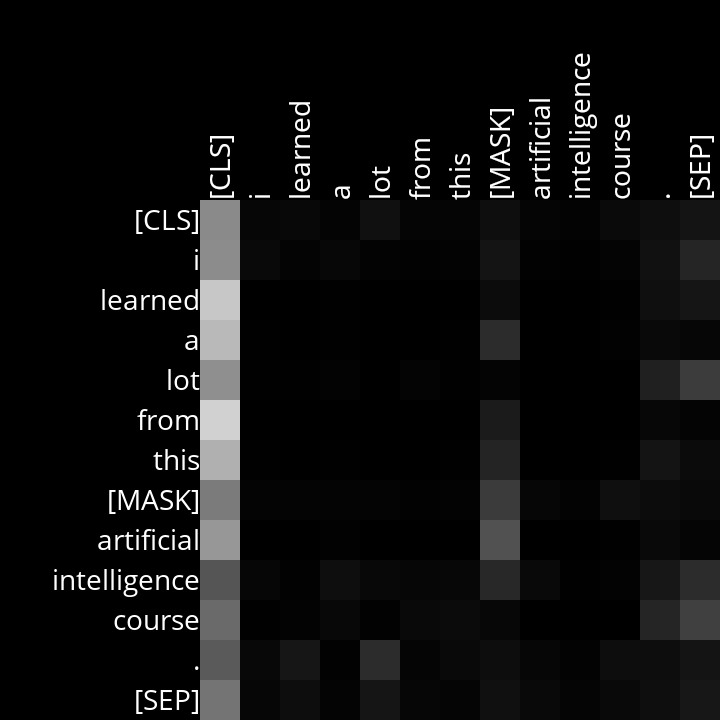 [CLS]
i
learned
a
lot
from
this
[MASK]
artificial
intelligence
course
.
[SEP]
[CLS]
i
learned
a
lot
from
this
[MASK]
artificial
intelligence
course
.
[SEP]